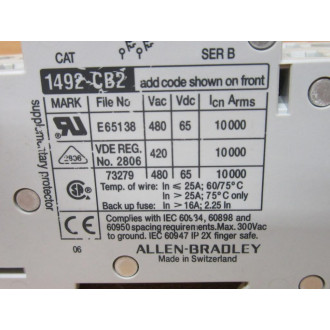 CAT SER B
1492-CB2 add code shown on front
MARK File No Vac Vdc Icn Arms
E65138 480 65 10000
VDE REG. No. 2806 420 10000
2806
73279 480 65 10000
Temp. of wire: In ≤ 25A; 60/75°C
In > 25A; 75°C only
Back up fuse: In > 16A; 2.25 In
Complies with IEC 60934, 60898 and
60950 spacing requirements. Max. 300Vac
to ground. IEC 60947 IP 2X finger safe.
06 ALLEN-BRADLEY
Made in Switzerland
protector